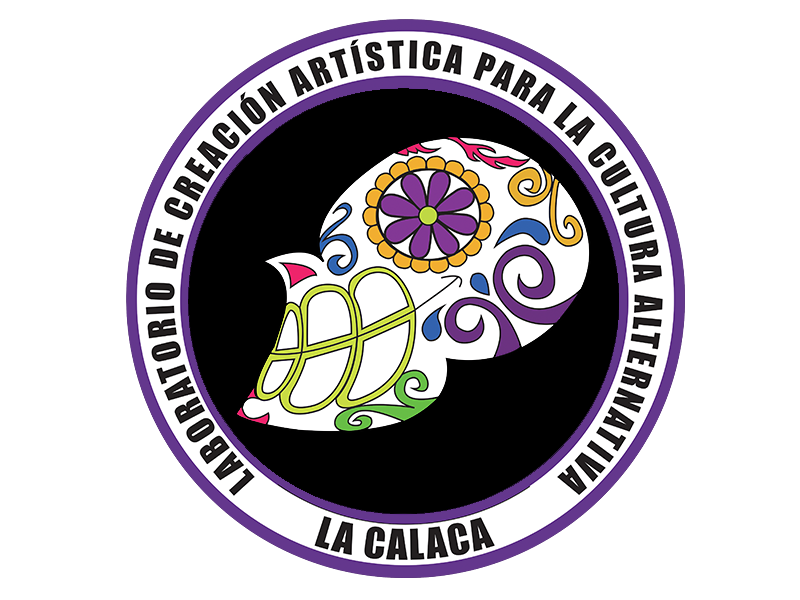 LABORATORIO DE CREACIÓN ARTÍSTICA PARA LA CULTURA ALTERNATIVA
LA CALACA